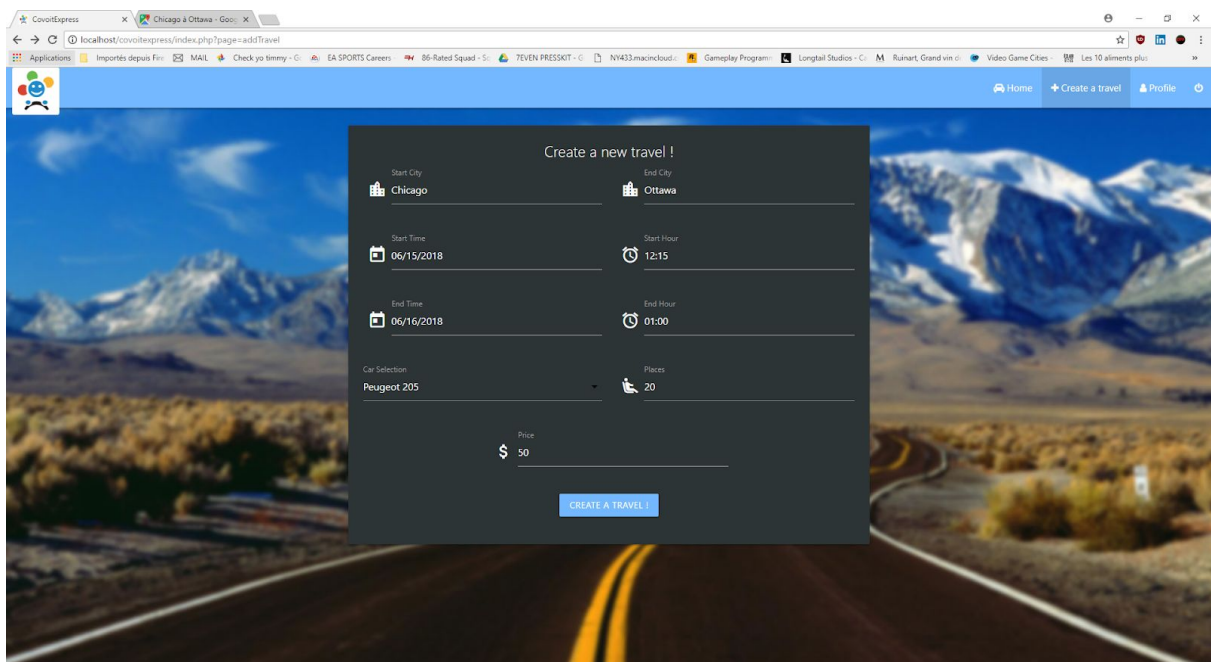 CovoitExpress
Chicago à Ottawa - Goog
localhost/covoitexpress/index.php?page=addTravel
Applications Importés depuis Fire MAIL Check yo timmy - G EA SPORTS Careers 86-Rated Squad - Sq 7EVEN PRESSKIT - G NY433.macincloud.c Gameplay Program Longtail Studios - Ca Ruinart, Grand vin d Video Game Cities - Les 10 aliments plus »
Home Create a travel Profile
Create a new travel !
Start City End City
Chicago Ottawa
Start Time Start Hour
06/15/2018 12:15
End Time End Hour
06/16/2018 01:00
Car Selection Places
Peugeot 205 20
Price
$ 50
CREATE A TRAVEL !